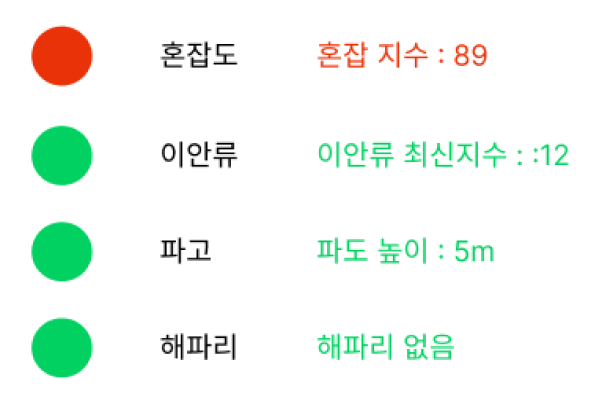 혼잡도 혼잡 지수 : 89
이안류 이안류 최신지수 : :12
파고 파도 높이 : 5m
해파리 해파리 없음